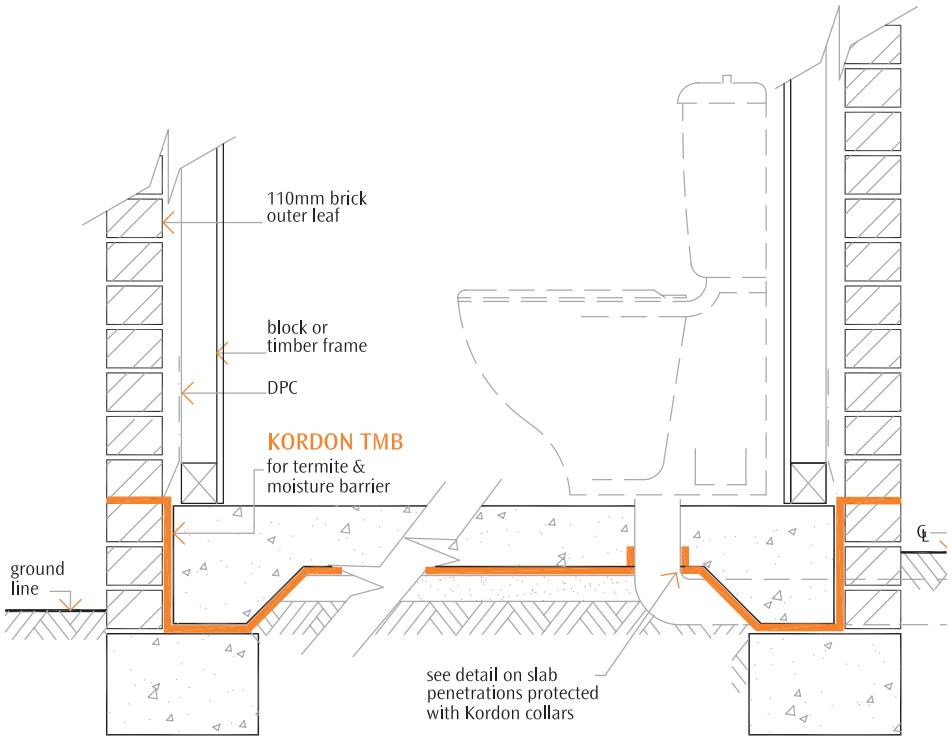 110mm brick
outer leaf
block or
timber frame
DPC
KORDON TMB
for termite &
moisture barrier
ground
line
℄
see detail on slab
penetrations protected
with Kordon collars